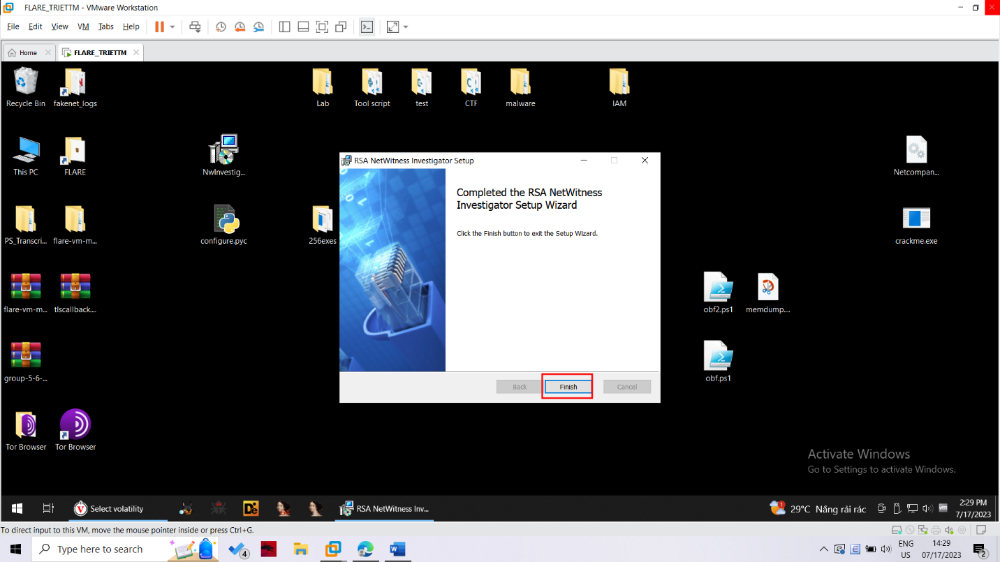 FLARE_TRIETTM - VMware Workstation
File Edit View VM Tabs Help
Home FLARE_TRIETTM
Recycle Bin fakenet_logs Lab Tool script test CTF malware IAM
This PC FLARE NwInvestig... Netcompan...
RSA NetWitness Investigator Setup
Completed the RSA NetWitness
Investigator Setup Wizard
Click the Finish button to exit the Setup Wizard.
Back Finish Cancel
PS_Transcri... flare-vm-m... configure.pyc 256exes crackme.exe
flare-vm-m... tlscallback.... obf2.ps1 memdump....
group-5-6-... obf.ps1
Tor Browser Tor Browser
Activate Windows
Go to Settings to activate Windows.
Select volatility RSA NetWitness Inv... 1 29°C Nắng rải rác 2:29 PM
7/17/2023
To direct input to this VM, move the mouse pointer inside or press Ctrl+G.
Type here to search 4 ENG 14:29
US 07/17/2023 2